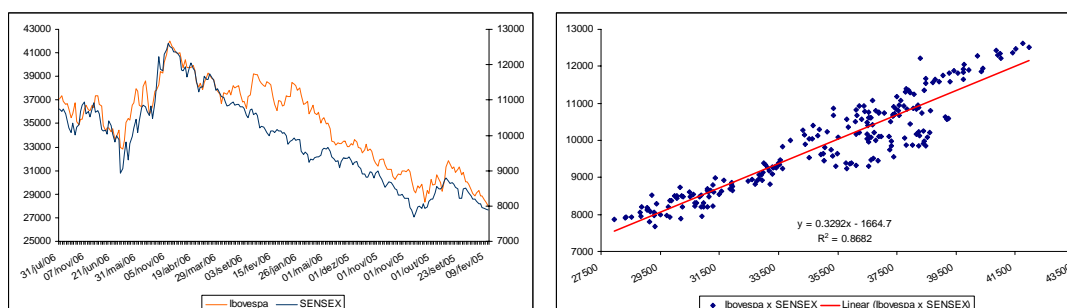 43000
41000
39000
37000
35000
33000
31000
29000
27000
25000
13000
12000
11000
10000
9000
8000
7000
31/jul/06
07/nov/06
21/jun/06
31/mai/06
05/nov/06
19/abr/06
29/mar/06
03/set/06
15/fev/06
26/jan/06
01/mai/06
01/dez/05
01/nov/05
01/nov/05
01/out/05
23/set/05
09/fev/05
Ibovespa SENSEX
13000
12000
11000
10000
9000
8000
7000
27500 29500 31500 33500 35500 37500 39500 41500 43500
y = 0.3292x - 1664.7
R² = 0.8682
Ibovespa x SENSEX Linear (Ibovespa x SENSEX)